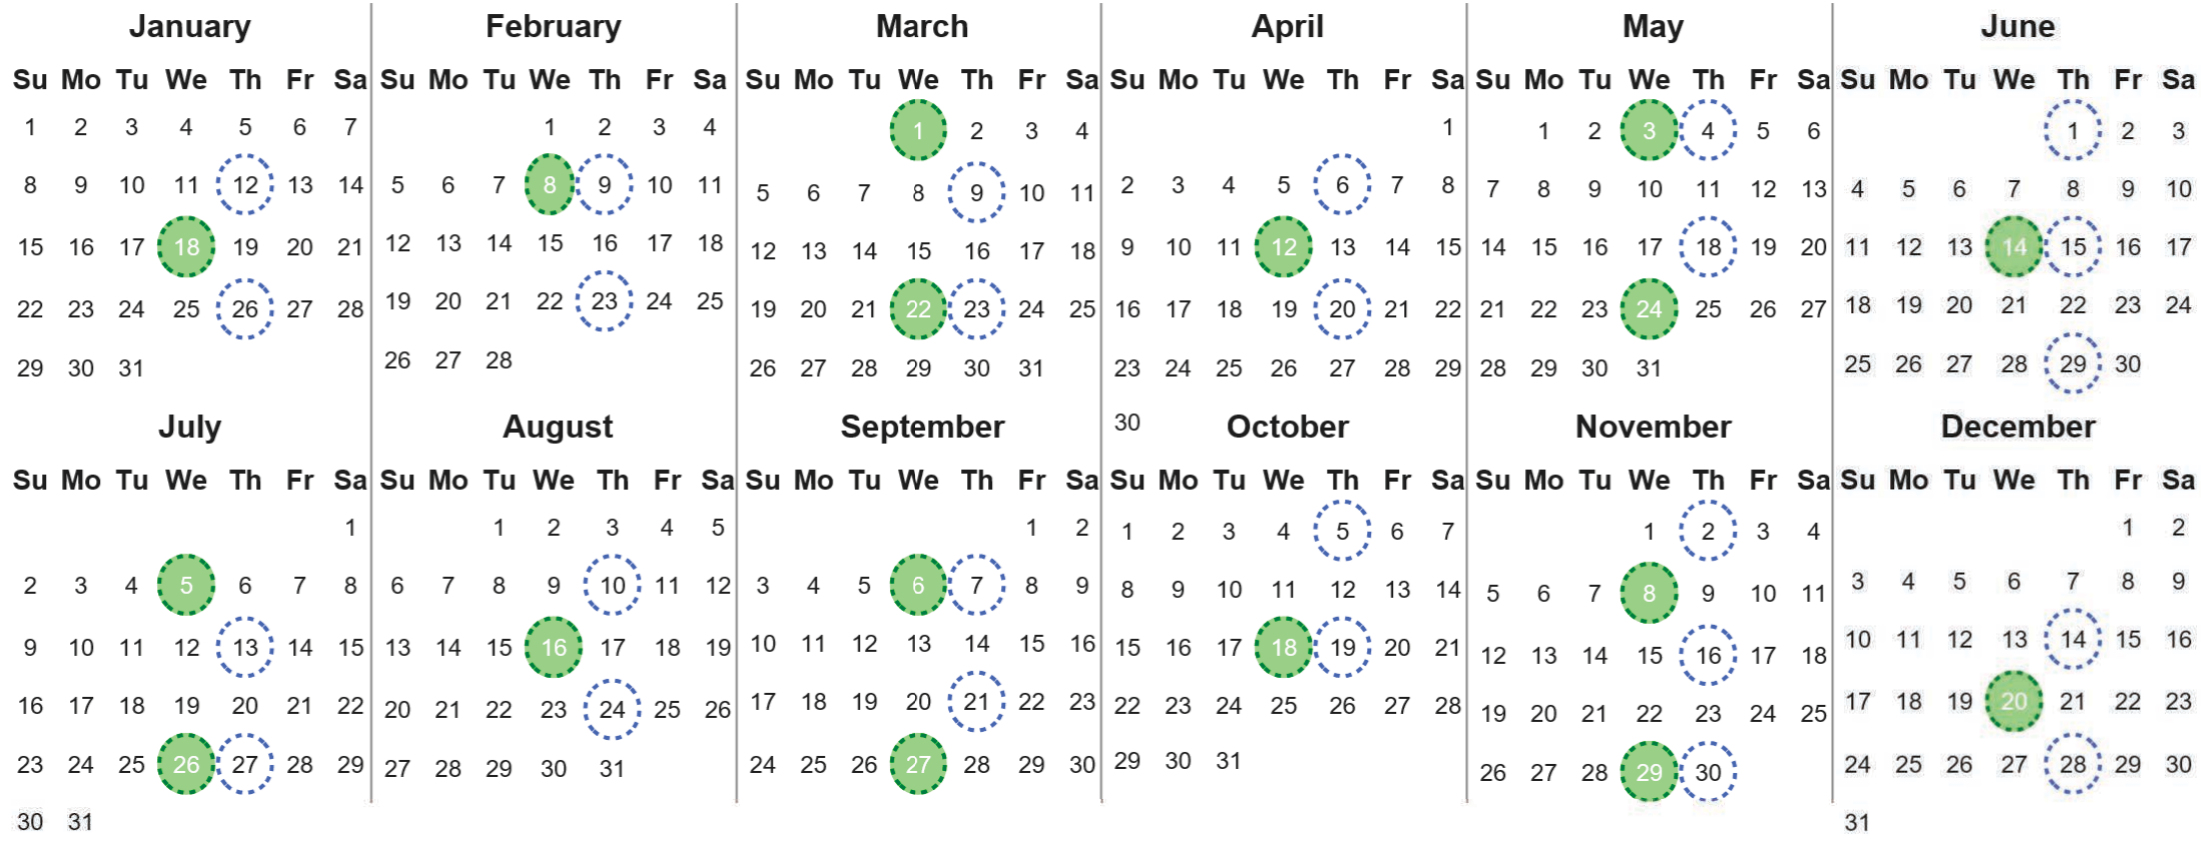 January
Su Mo Tu We Th Fr Sa
1 2 3 4 5 6 7
8 9 10 11 12 13 14
15 16 17 18 19 20 21
22 23 24 25 26 27 28
29 30 31
February
Su Mo Tu We Th Fr Sa
1 2 3 4
5 6 7 8 9 10 11
12 13 14 15 16 17 18
19 20 21 22 23 24 25
26 27 28
March
Su Mo Tu We Th Fr Sa
1 2 3 4
5 6 7 8 9 10 11
12 13 14 15 16 17 18
19 20 21 22 23 24 25
26 27 28 29 30 31
April
Su Mo Tu We Th Fr Sa
1
2 3 4 5 6 7 8
9 10 11 12 13 14 15
16 17 18 19 20 21 22
23 24 25 26 27 28 29
30
May
Su Mo Tu We Th Fr Sa
1 2 3 4 5 6
7 8 9 10 11 12 13
14 15 16 17 18 19 20
21 22 23 24 25 26 27
28 29 30 31
June
Su Mo Tu We Th Fr Sa
1 2 3
4 5 6 7 8 9 10
11 12 13 14 15 16 17
18 19 20 21 22 23 24
25 26 27 28 29 30
July
Su Mo Tu We Th Fr Sa
1
2 3 4 5 6 7 8
9 10 11 12 13 14 15
16 17 18 19 20 21 22
23 24 25 26 27 28 29
30 31
August
Su Mo Tu We Th Fr Sa
1 2 3 4 5
6 7 8 9 10 11 12
13 14 15 16 17 18 19
20 21 22 23 24 25 26
27 28 29 30 31
September
Su Mo Tu We Th Fr Sa
1 2
3 4 5 6 7 8 9
10 11 12 13 14 15 16
17 18 19 20 21 22 23
24 25 26 27 28 29 30
October
Su Mo Tu We Th Fr Sa
1 2 3 4 5 6 7
8 9 10 11 12 13 14
15 16 17 18 19 20 21
22 23 24 25 26 27 28
29 30 31
November
Su Mo Tu We Th Fr Sa
1 2 3 4
5 6 7 8 9 10 11
12 13 14 15 16 17 18
19 20 21 22 23 24 25
26 27 28 29 30
December
Su Mo Tu We Th Fr Sa
1 2
3 4 5 6 7 8 9
10 11 12 13 14 15 16
17 18 19 20 21 22 23
24 25 26 27 28 29 30
31